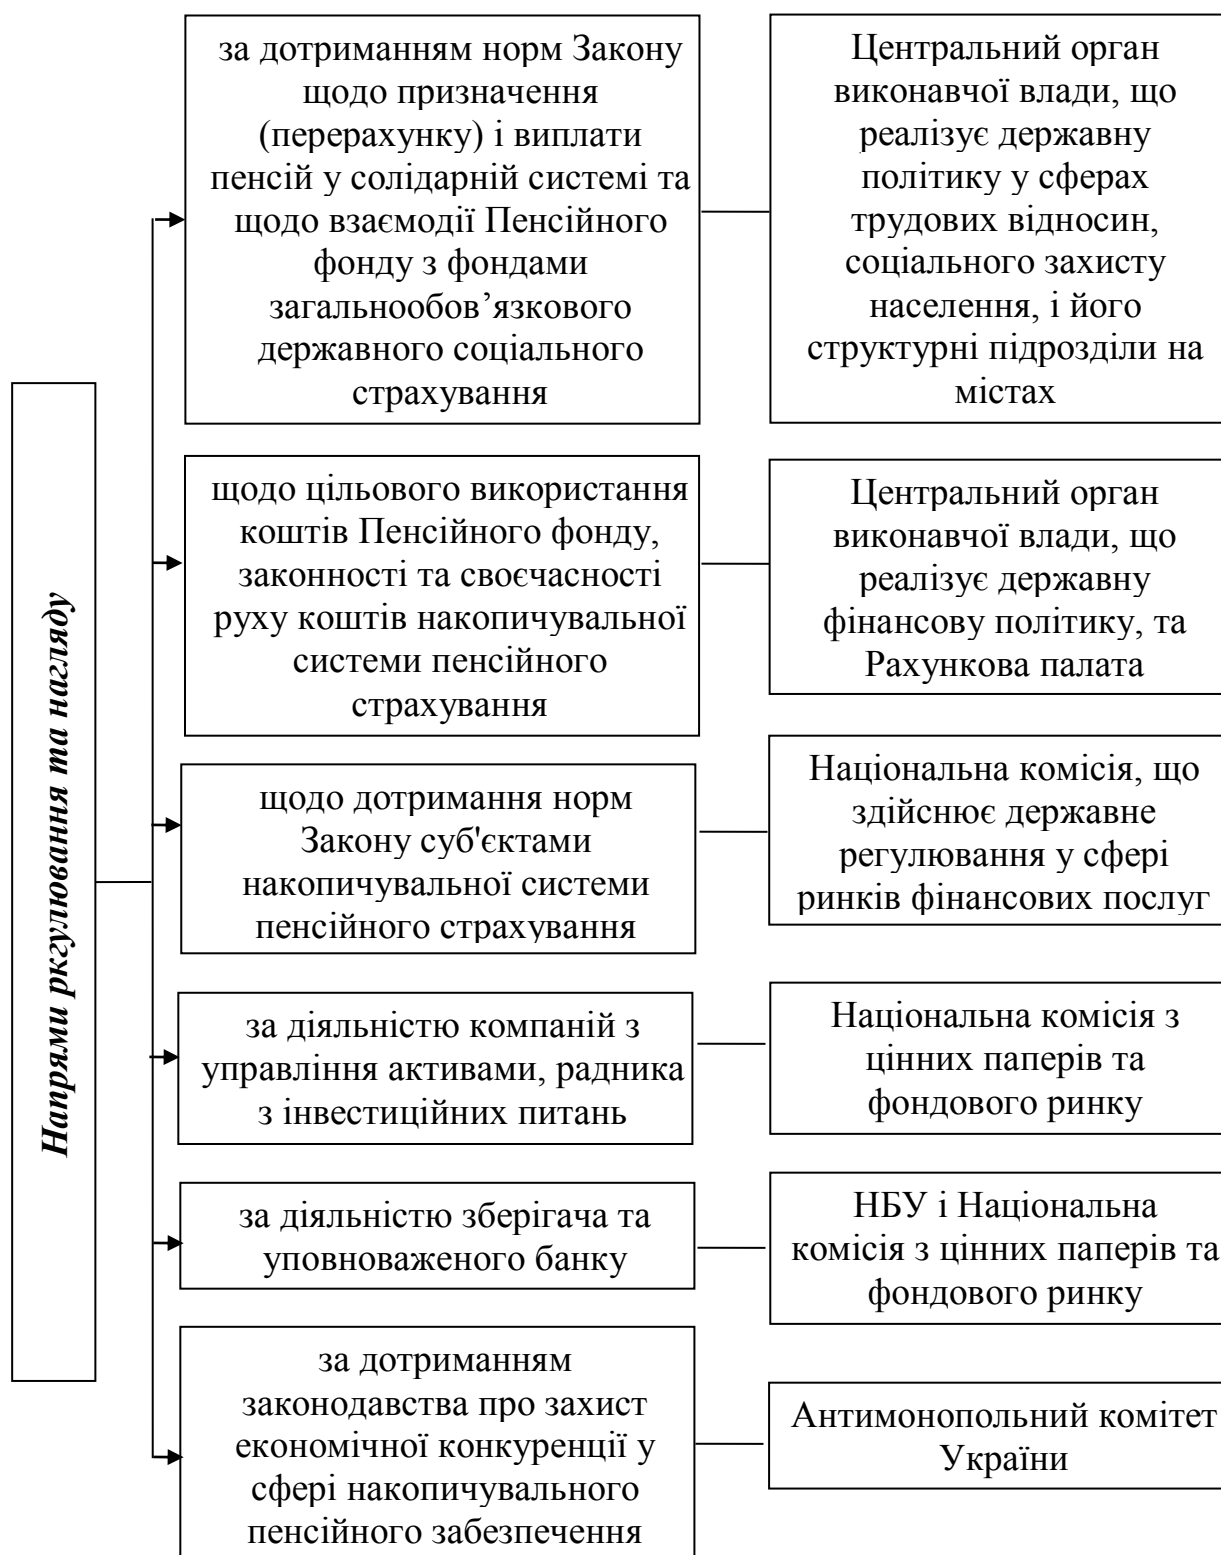 Напрями ркгулювання та нагляду
за дотриманням норм Закону
щодо призначення
(перерахунку) і виплати
пенсій у солідарній системі та
щодо взаємодії Пенсійного
фонду з фондами
загальнообов’язкового
державного соціального
страхування
Центральний орган
виконавчої влади, що
реалізує державну
політику у сферах
трудових відносин,
соціального захисту
населення, і його
структурні підрозділи на
містах
щодо цільового використання
коштів Пенсійного фонду,
законності та своєчасності
руху коштів накопичувальної
системи пенсійного
страхування
Центральний орган
виконавчої влади, що
реалізує державну
фінансову політику, та
Рахункова палата
щодо дотримання норм
Закону суб'єктами
накопичувальної системи
пенсійного страхування
Національна комісія, що
здійснює державне
регулювання у сфері
ринків фінансових послуг
за діяльністю компаній з
управління активами, радника
з інвестиційних питань
Національна комісія з
цінних паперів та
фондового ринку
за діяльністю зберігача та
уповноваженого банку
НБУ і Національна
комісія з цінних паперів та
фондового ринку
за дотриманням
законодавства про захист
економічної конкуренції у
сфері накопичувального
пенсійного забезпечення
Антимонопольний комітет
України